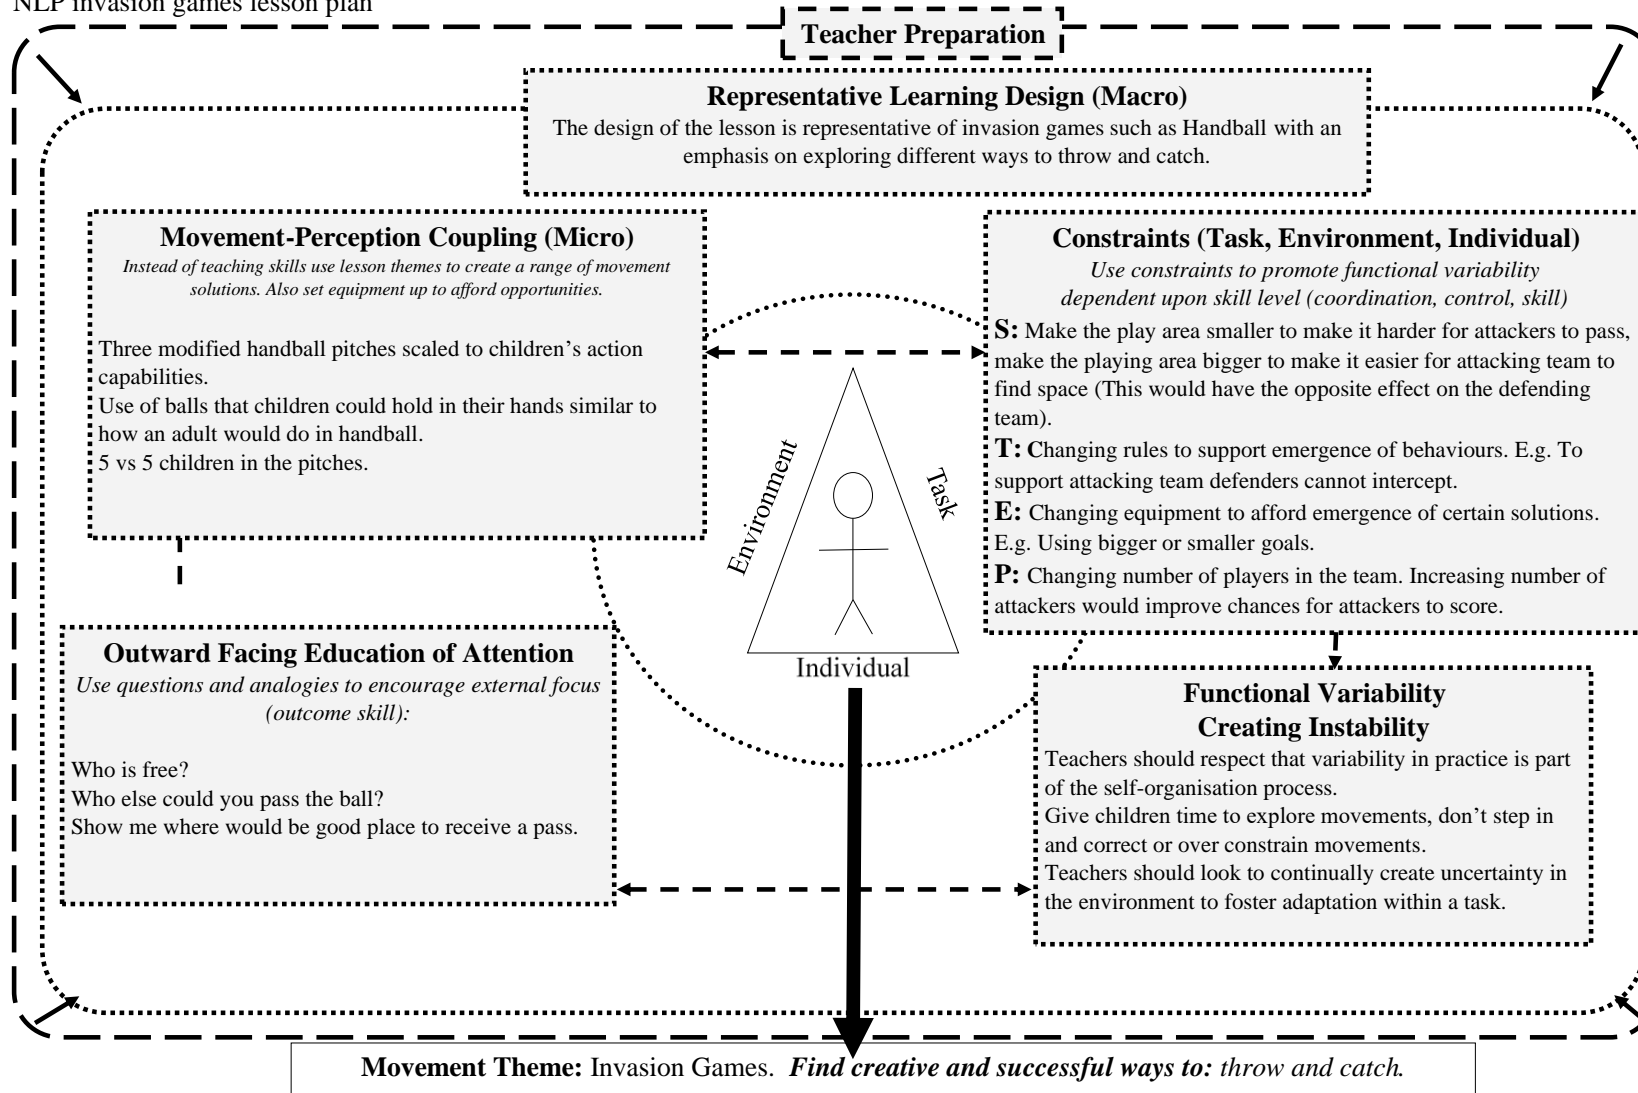 NLP invasion games lesson plan
Teacher Preparation
Representative Learning Design (Macro)
The design of the lesson is representative of invasion games such as Handball with an
emphasis on exploring different ways to throw and catch.
Movement-Perception Coupling (Micro)
Instead of teaching skills use lesson themes to create a range of movement
solutions. Also set equipment up to afford opportunities.
Three modified handball pitches scaled to children’s action
capabilities.
Use of balls that children could hold in their hands similar to
how an adult would do in handball.
5 vs 5 children in the pitches.
Constraints (Task, Environment, Individual)
Use constraints to promote functional variability
dependent upon skill level (coordination, control, skill)
S: Make the play area smaller to make it harder for attackers to pass,
make the playing area bigger to make it easier for attacking team to
find space (This would have the opposite effect on the defending
team).
T: Changing rules to support emergence of behaviours. E.g. To
support attacking team defenders cannot intercept.
E: Changing equipment to afford emergence of certain solutions.
E.g. Using bigger or smaller goals.
P: Changing number of players in the team. Increasing number of
attackers would improve chances for attackers to score.
Environment
Task
Individual
Outward Facing Education of Attention
Use questions and analogies to encourage external focus
(outcome skill):
Who is free?
Who else could you pass the ball?
Show me where would be good place to receive a pass.
Functional Variability
Creating Instability
Teachers should respect that variability in practice is part
of the self-organisation process.
Give children time to explore movements, don’t step in
and correct or over constrain movements.
Teachers should look to continually create uncertainty in
the environment to foster adaptation within a task.
Movement Theme: Invasion Games. Find creative and successful ways to: throw and catch.